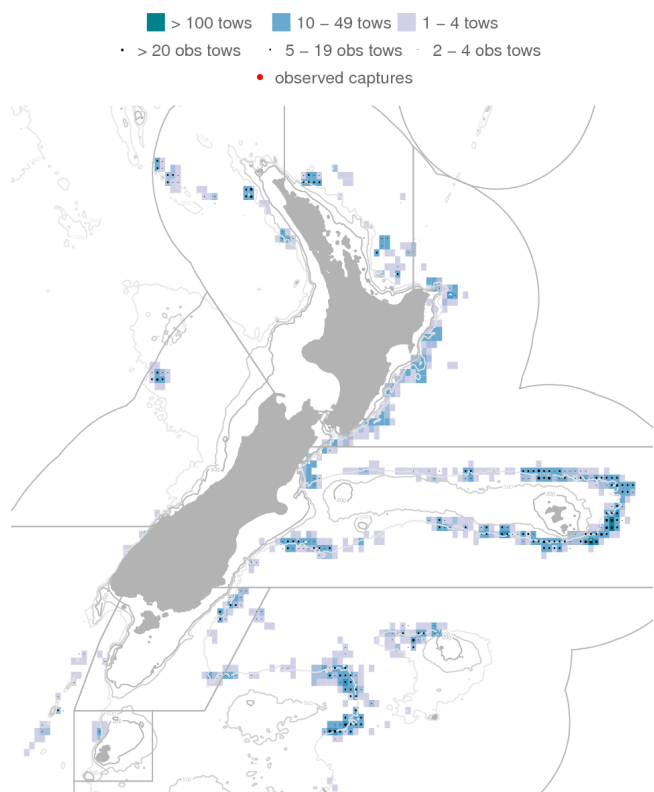 > 100 tows 10 – 49 tows 1 – 4 tows
> 20 obs tows 5 – 19 obs tows 2 – 4 obs tows
observed captures